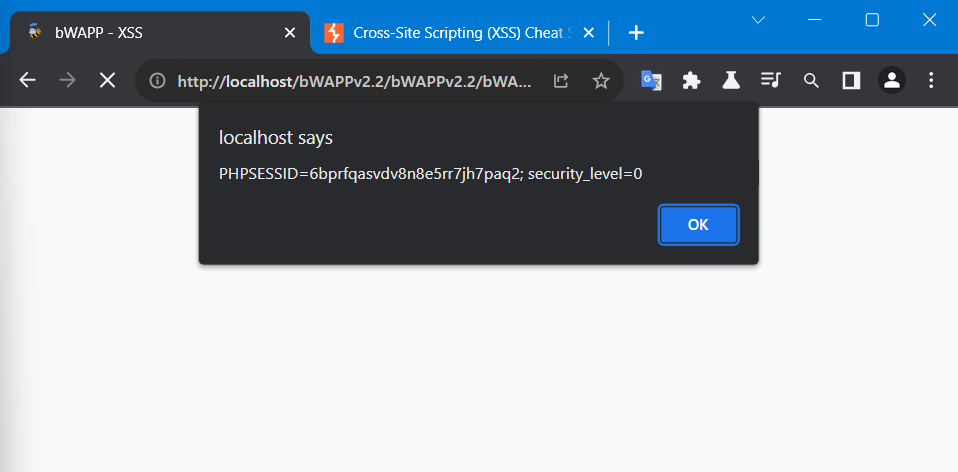 bWAPP - XSS
Cross-Site Scripting (XSS) Cheat S
http://localhost/bWAPPv2.2/bWAPPv2.2/bWA...
localhost says
PHPSESSID=6bprfqasvdv8n8e5rr7jh7paq2; security_level=0
OK